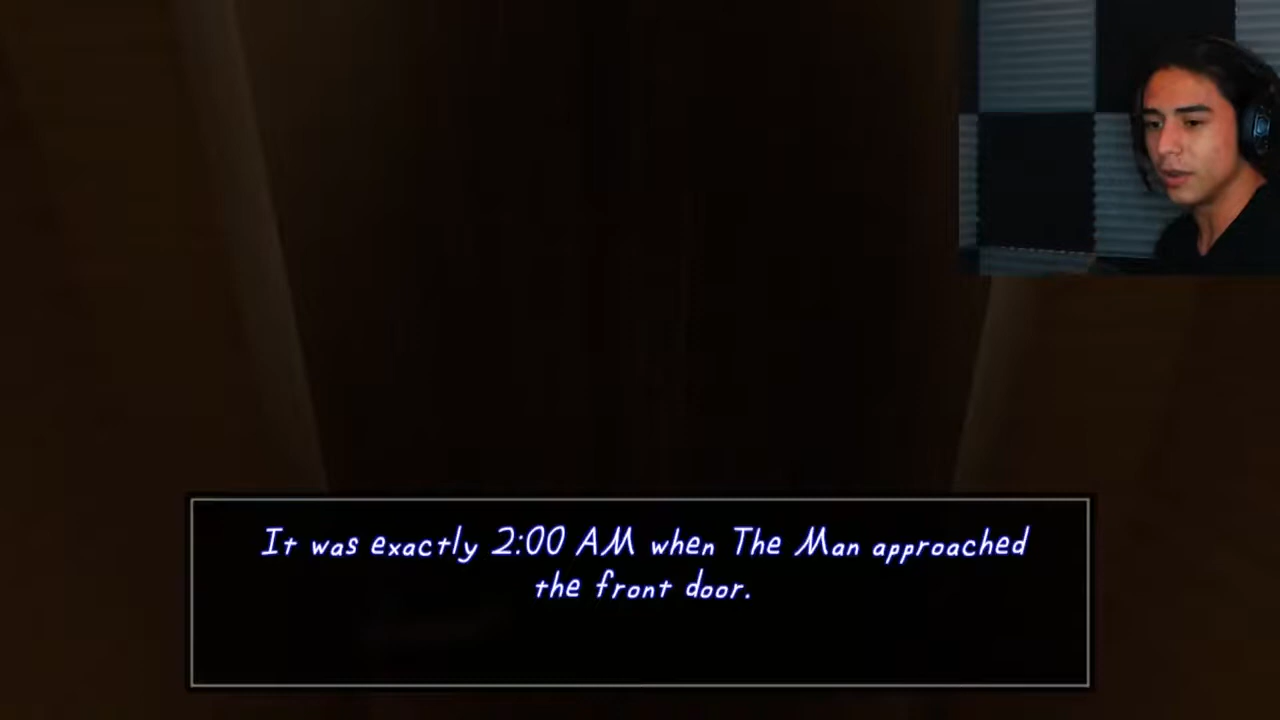 It was exactly 2:00 AM when The Man approached
the front door.